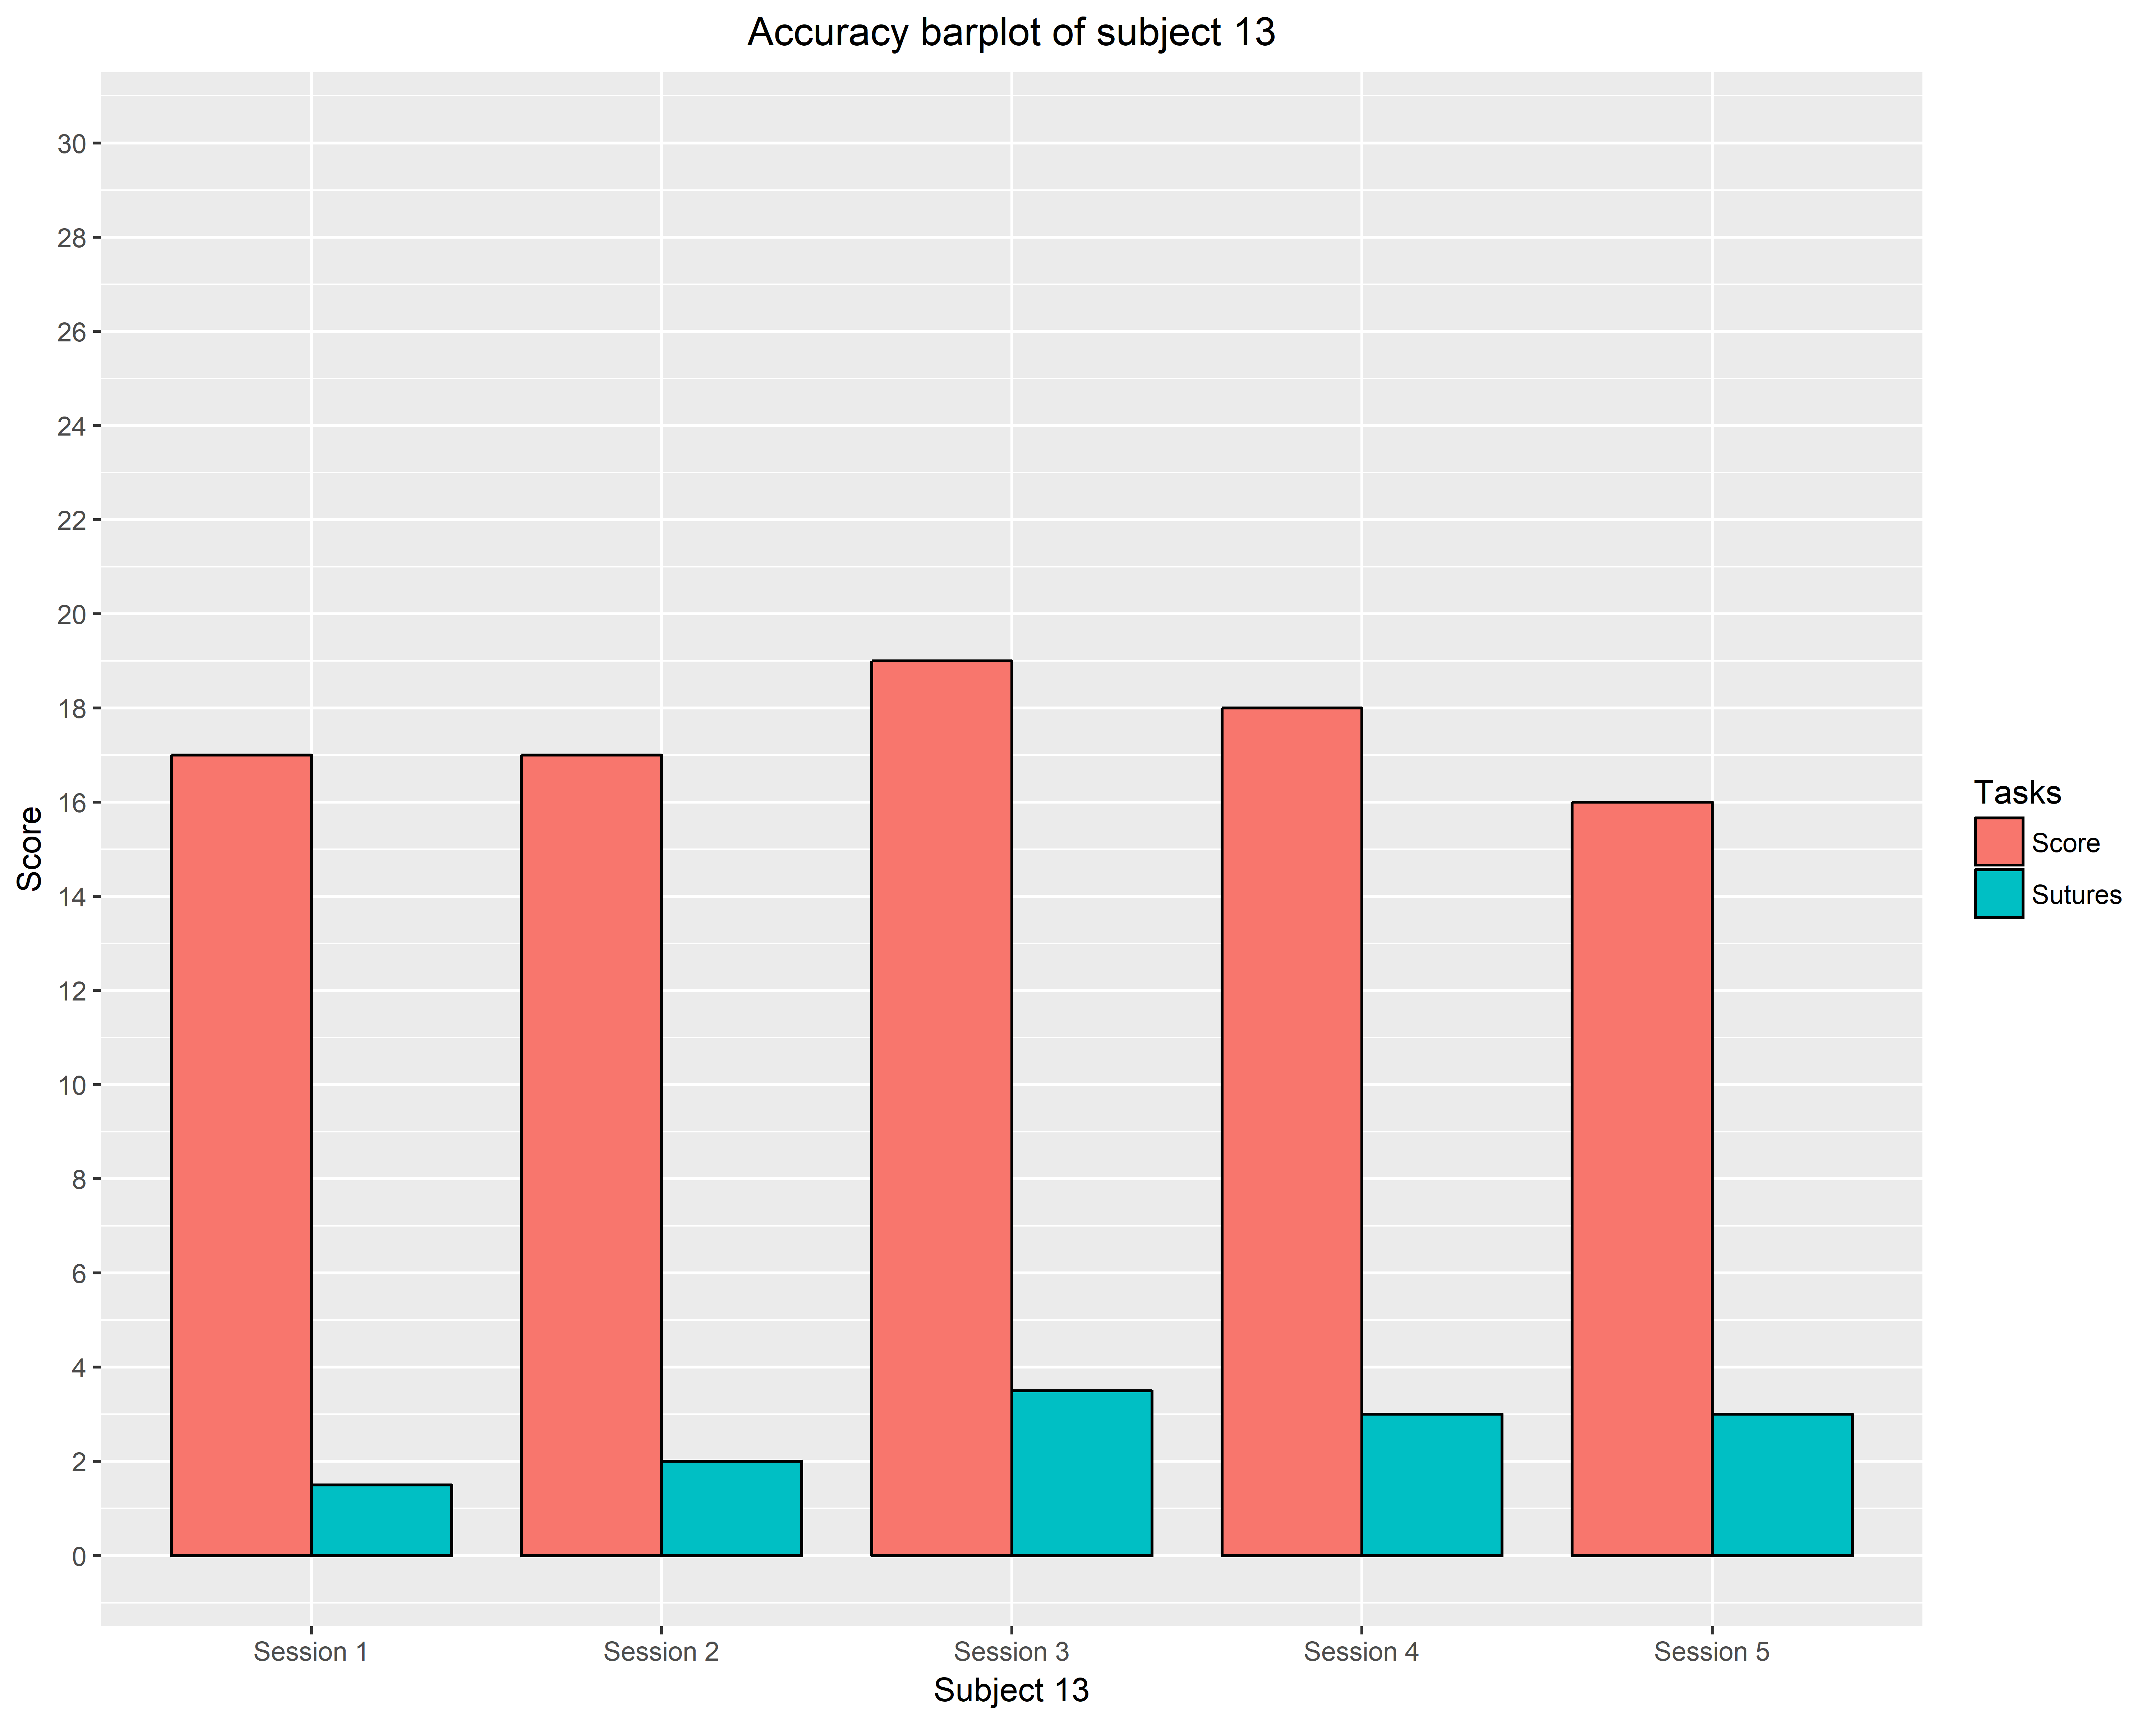 Accuracy barplot of subject 13
30
28
26
24
22
20
18
16
14
12
10
8
6
4
2
0
Score
Session 1 Session 2 Session 3 Session 4 Session 5
Subject 13
Tasks
Score
Sutures